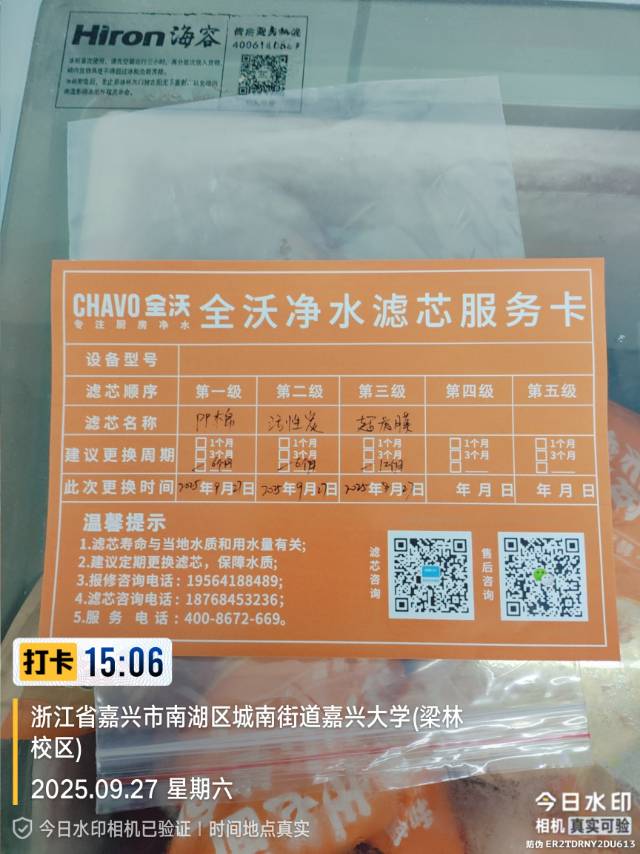 Hiron 海容
CHAVO 全沃
专注厨房净水
全沃净水滤芯服务卡
设备型号
滤芯顺序 第一级 第二级 第三级 第四级 第五级
滤芯名称 PP棉 活性炭 超滤膜
建议更换周期
1个月 1个月 1个月 1个月 1个月
3个月 3个月 3个月 3个月 3个月
6个月 6个月 12个月
此次更换时间 2025年9月27日 2025年9月27日 2025年9月27日 年 月 日 年 月 日
温馨提示
1.滤芯寿命与当地水质和用水量有关;
2.建议定期更换滤芯，保障水质;
3.报修咨询电话：19564188489;
4.滤芯咨询电话：18768453236;
5.服 务 电 话：400-8672-669。
滤芯咨询
售后咨询
打卡 15:06
浙江省嘉兴市南湖区城南街道嘉兴大学(梁林
校区)
2025.09.27 星期六
今日水印相机已验证 | 时间地点真实
今日水印
相机 真实可验
防伪 ER2TDRNY2DU613